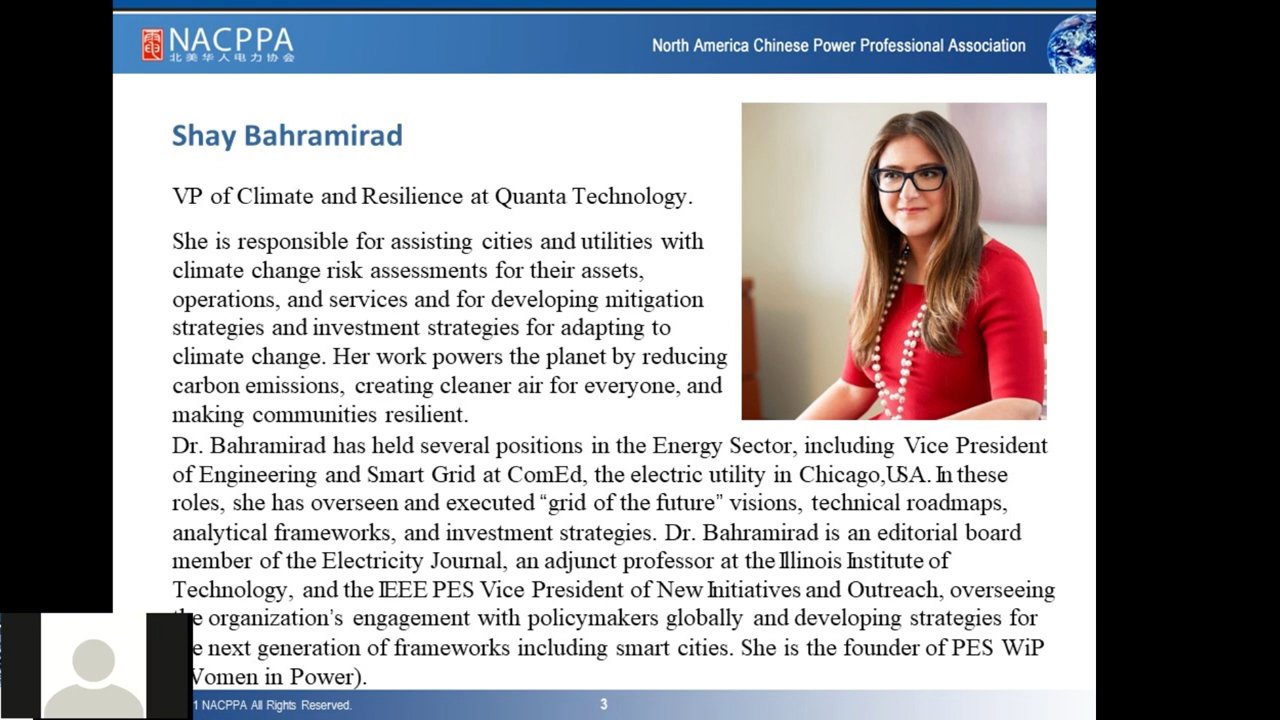 NACPPA
北美华人电力协会
North America Chinese Power Professional Association
Shay Bahramirad
VP of Climate and Resilience at Quanta Technology.
She is responsible for assisting cities and utilities with
climate change risk assessments for their assets,
operations, and services and for developing mitigation
strategies and investment strategies for adapting to
climate change. Her work powers the planet by reducing
carbon emissions, creating cleaner air for everyone, and
making communities resilient.
Dr. Bahramirad has held several positions in the Energy Sector, including Vice President
of Engineering and Smart Grid at ComEd, the electric utility in Chicago,USA. In these
roles, she has overseen and executed “grid of the future” visions, technical roadmaps,
analytical frameworks, and investment strategies. Dr. Bahramirad is an editorial board
member of the Electricity Journal, an adjunct professor at the Illinois Institute of
Technology, and the IEEE PES Vice President of New Initiatives and Outreach, overseeing
e organization’s engagement with policymakers globally and developing strategies for
e next generation of frameworks including smart cities. She is the founder of PES WiP
Women in Power).
1 NACPPA All Rights Reserved.
3